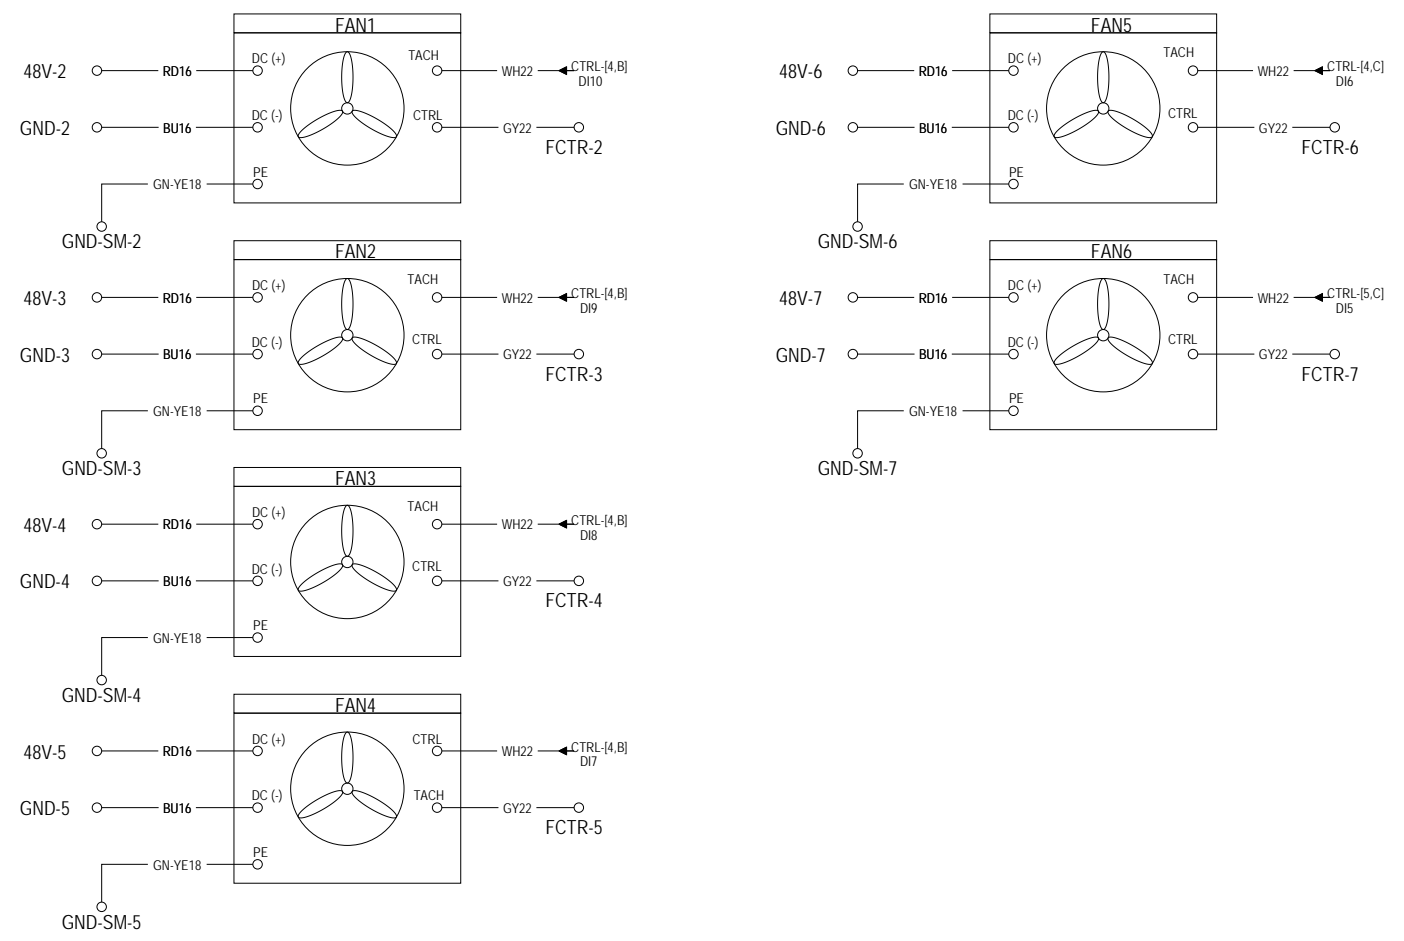 FAN1
DC (+)
TACH
48V-2
RD16
WH22
CTRL-[4,B]
DI10
DC (-)
CTRL
GND-2
BU16
GY22
FCTR-2
PE
GN-YE18
GND-SM-2
FAN2
DC (+)
TACH
48V-3
RD16
WH22
CTRL-[4,B]
DI9
DC (-)
CTRL
GND-3
BU16
GY22
FCTR-3
PE
GN-YE18
GND-SM-3
FAN3
DC (+)
TACH
48V-4
RD16
WH22
CTRL-[4,B]
DI8
DC (-)
CTRL
GND-4
BU16
GY22
FCTR-4
PE
GN-YE18
GND-SM-4
FAN4
DC (+)
CTRL
48V-5
RD16
WH22
CTRL-[4,B]
DI7
DC (-)
TACH
GND-5
BU16
GY22
FCTR-5
PE
GN-YE18
GND-SM-5
FAN5
DC (+)
TACH
48V-6
RD16
WH22
CTRL-[4,C]
DI6
DC (-)
CTRL
GND-6
BU16
GY22
FCTR-6
PE
GN-YE18
GND-SM-6
FAN6
DC (+)
TACH
48V-7
RD16
WH22
CTRL-[5,C]
DI5
DC (-)
CTRL
GND-7
BU16
GY22
FCTR-7
PE
GN-YE18
GND-SM-7